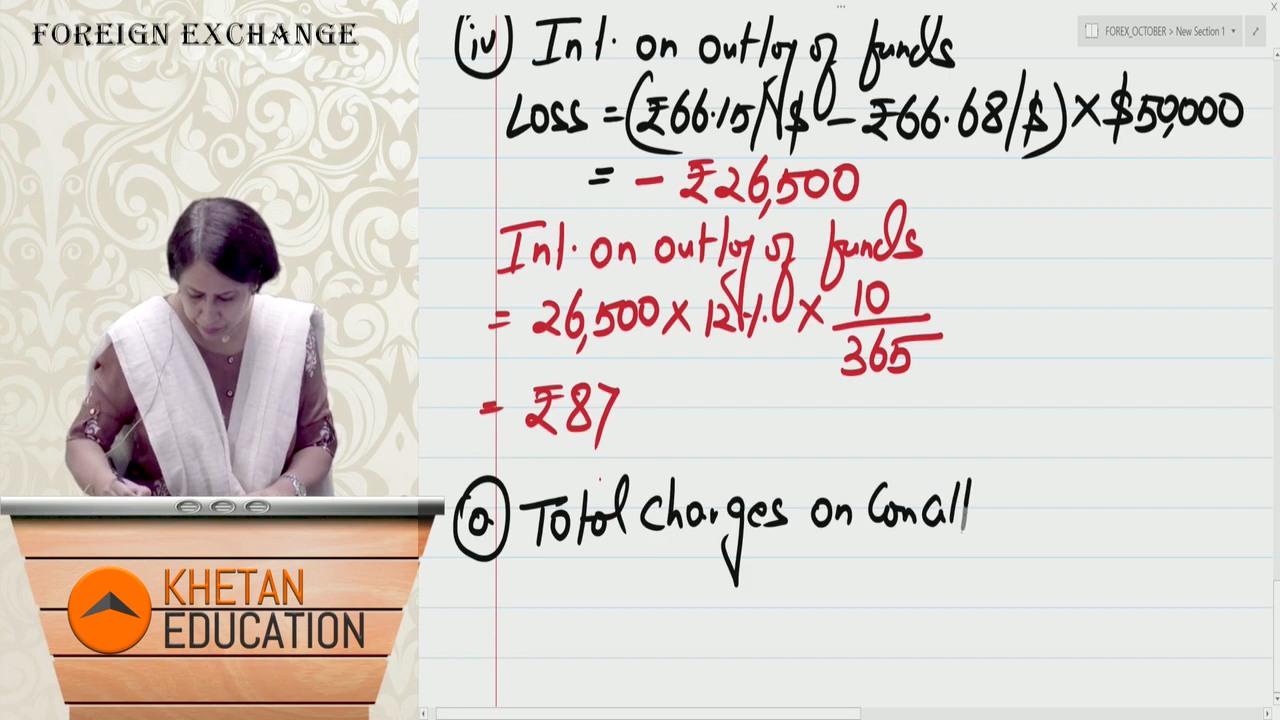 FOREIGN EXCHANGE
FOREX_OCTOBER > New Section 1
(iv) Int. on outlay of funds
Loss = (₹66.15/$ - ₹66.68/$) × $50,000
= - ₹26,500
Int. on outlay of funds
= 26,500 × 12% × 10/365
= ₹87
(a) Total charges on Concall
KHETAN
EDUCATION